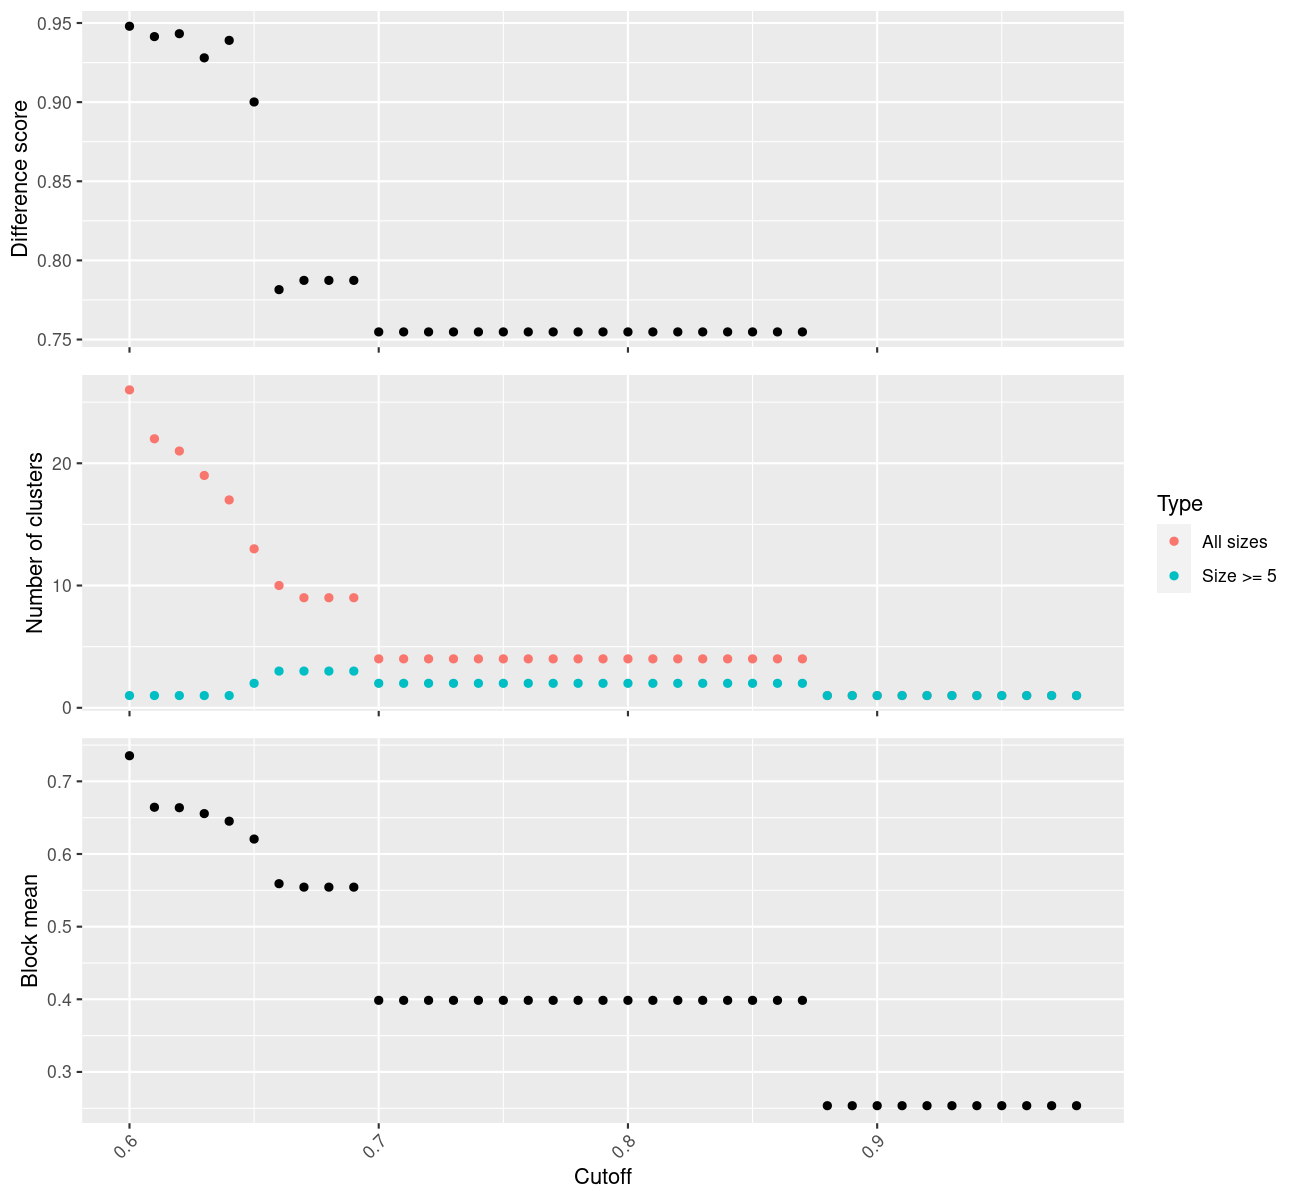 0.95
0.90
0.85
0.80
0.75
Difference score
20
10
0
Number of clusters
Type
All sizes
Size >= 5
0.7
0.6
0.5
0.4
0.3
Block mean
0.6 0.7 0.8 0.9
Cutoff